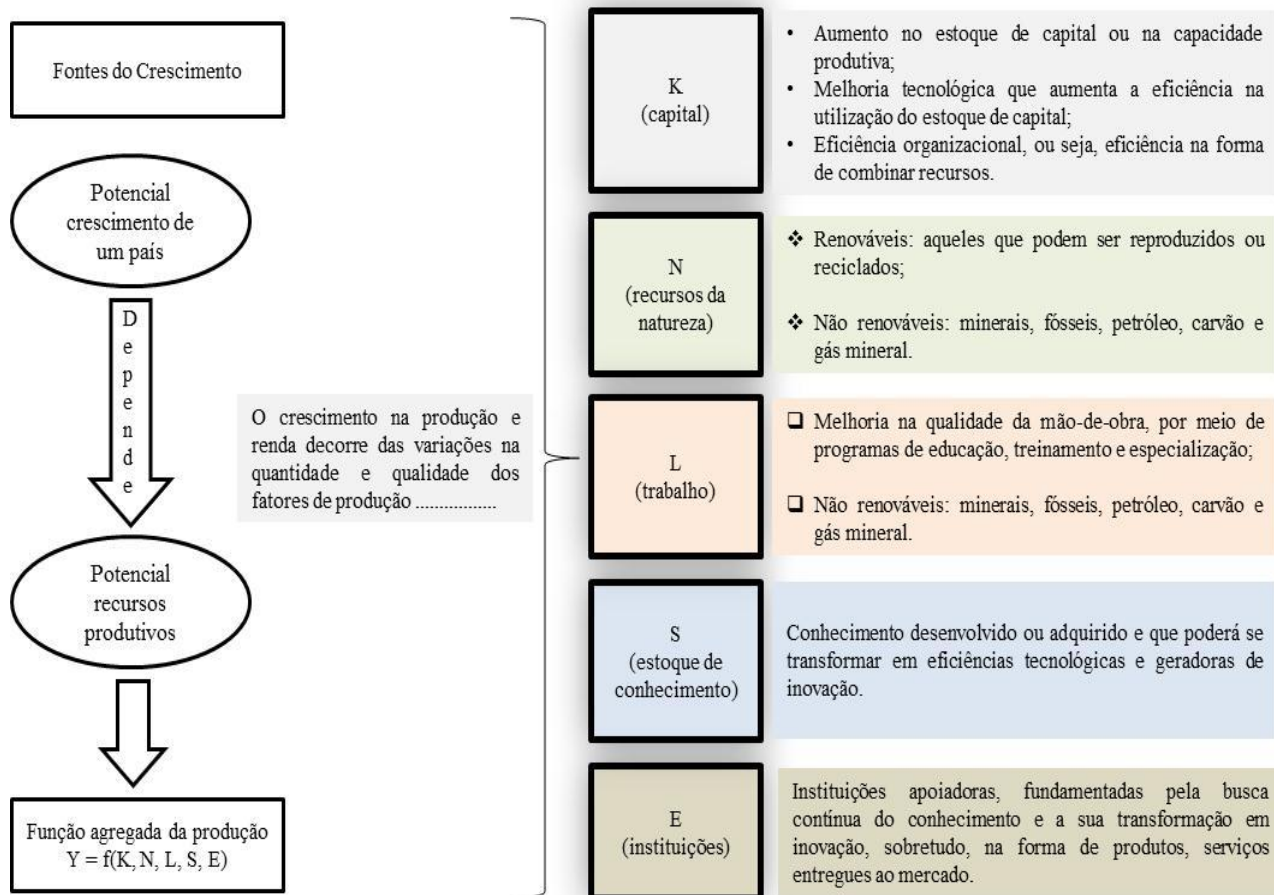 Fontes do Crescimento
Potencial
crescimento de
um país
Depende
Potencial
recursos
produtivos
Função agregada da produção
Y = f(K, N, L, S, E)
O crescimento na produção e
renda decorre das variações na
quantidade e qualidade dos
fatores de produção .................
K
(capital)
• Aumento no estoque de capital ou na capacidade
produtiva;
• Melhoria tecnológica que aumenta a eficiência na
utilização do estoque de capital;
• Eficiência organizacional, ou seja, eficiência na forma
de combinar recursos.
N
(recursos da
natureza)
❖ Renováveis: aqueles que podem ser reproduzidos ou
reciclados;
❖ Não renováveis: minerais, fósseis, petróleo, carvão e
gás mineral.
L
(trabalho)
❑ Melhoria na qualidade da mão-de-obra, por meio de
programas de educação, treinamento e especialização;
❑ Não renováveis: minerais, fósseis, petróleo, carvão e
gás mineral.
S
(estoque de
conhecimento)
Conhecimento desenvolvido ou adquirido e que poderá se
transformar em eficiências tecnológicas e geradoras de
inovação.
E
(instituições)
Instituições apoiadoras, fundamentadas pela busca
contínua do conhecimento e a sua transformação em
inovação, sobretudo, na forma de produtos, serviços
entregues ao mercado.